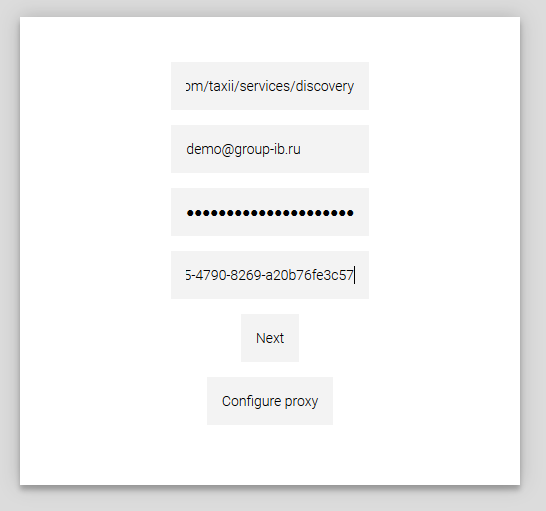 om/taxii/services/discovery
demo@group-ib.ru
●●●●●●●●●●●●●●●●●●●●●
5-4790-8269-a20b76fe3c57
Next
Configure proxy